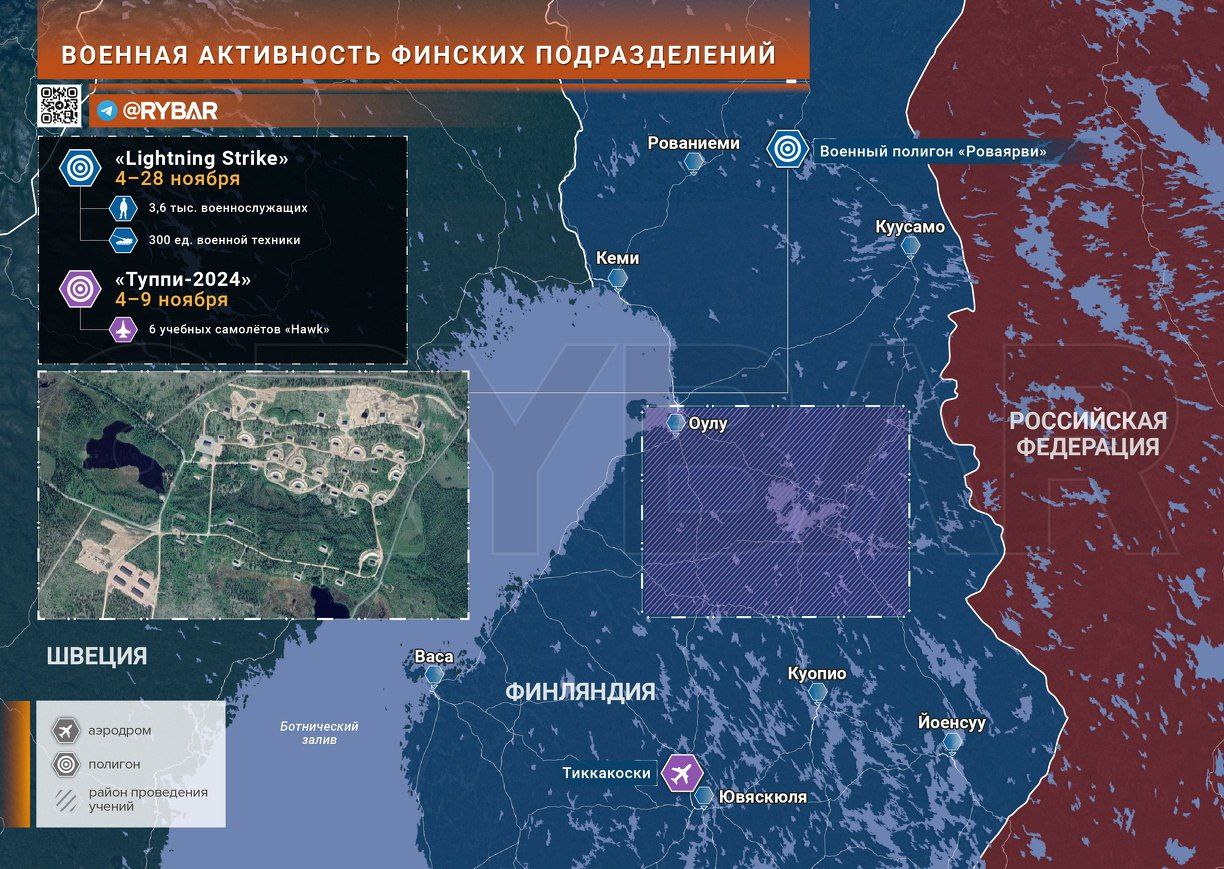 ВОЕННАЯ АКТИВНОСТЬ ФИНСКИХ ПОДРАЗДЕЛЕНИЙ
@RYBAR
«Lightning Strike»
4–28 ноября
3,6 тыс. военнослужащих
300 ед. военной техники
«Туппи-2024»
4–9 ноября
6 учебных самолётов «Hawk»
Рованиеми
Военный полигон «Роваярви»
Куусамо
Кеми
@RYBAR
Оулу
РОССИЙСКАЯ
ФЕДЕРАЦИЯ
ШВЕЦИЯ
Васа
ФИНЛЯНДИЯ
Куопио
Йоенсуу
Ботнический
залив
Тиккакоски
Ювяскюля
аэродром
полигон
район проведения
учений